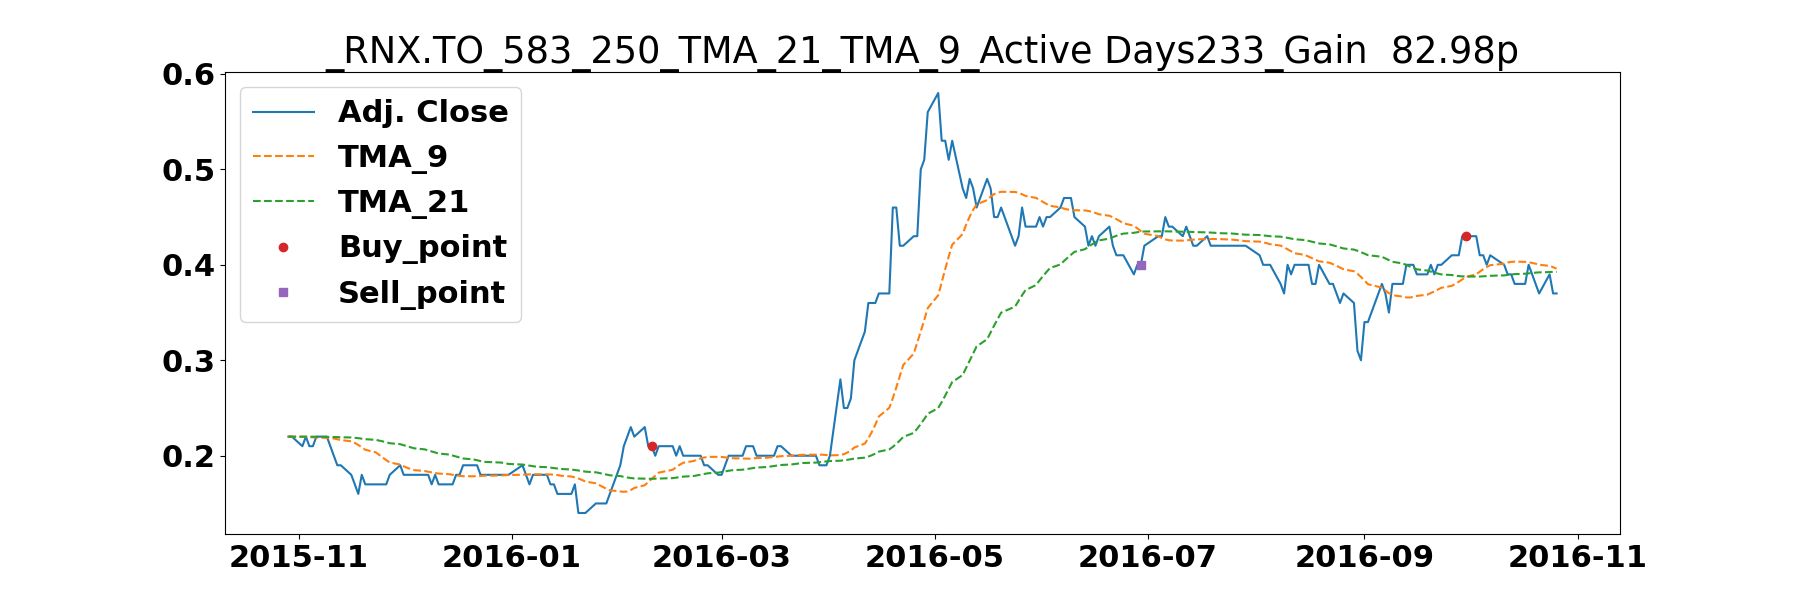 _RNX.TO_583_250_TMA_21_TMA_9_Active Days233_Gain  82.98p
0.6
0.5
0.4
0.3
0.2
Adj. Close
TMA_9
TMA_21
Buy_point
Sell_point
2015-11
2016-01
2016-03
2016-05
2016-07
2016-09
2016-11